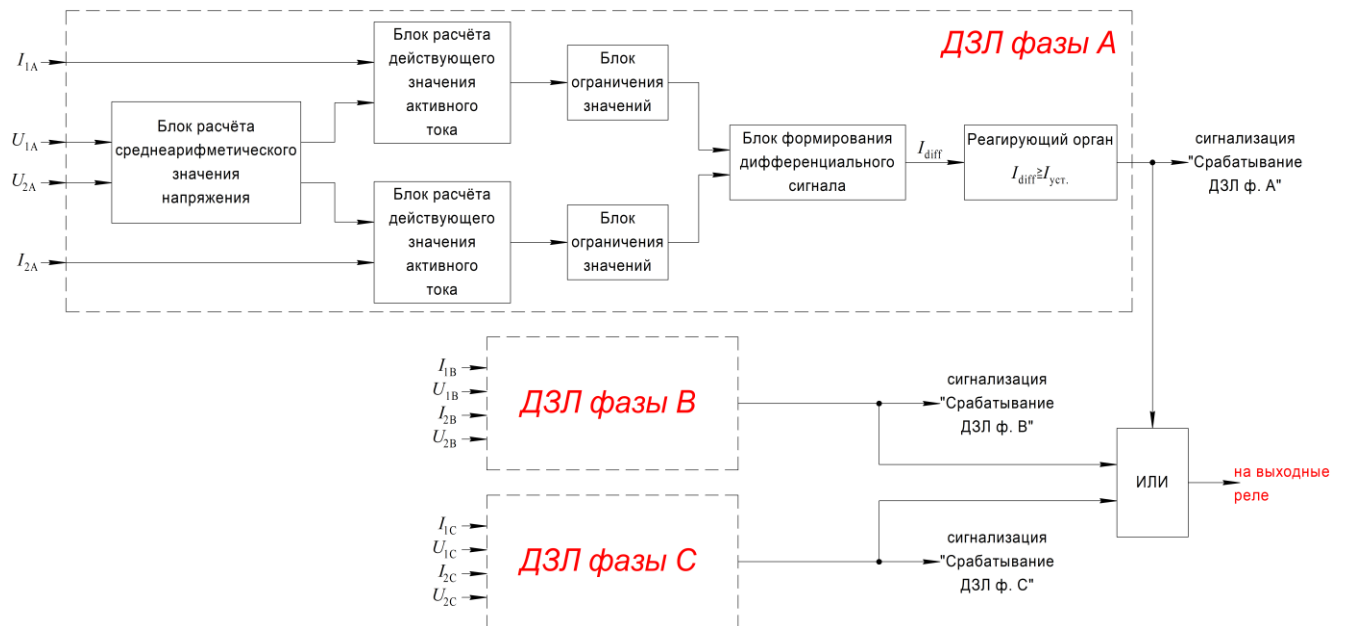 ДЗЛ фазы А
I1A
U1A
U2A
I2A
Блок расчёта
среднеарифметического
значения
напряжения
Блок расчёта
действующего
значения
активного
тока
Блок
ограничения
значений
Блок расчёта
действующего
значения
активного
тока
Блок
ограничения
значений
Блок формирования
дифференциального
сигнала
Idiff
Реагирующий орган
Idiff≧Iуст.
сигнализация
"Срабатывание
ДЗЛ ф. А"
I1B
U1B
I2B
U2B
ДЗЛ фазы В
сигнализация
"Срабатывание
ДЗЛ ф. В"
I1C
U1C
I2C
U2C
ДЗЛ фазы С
сигнализация
"Срабатывание
ДЗЛ ф. С"
ИЛИ
на выходные
реле